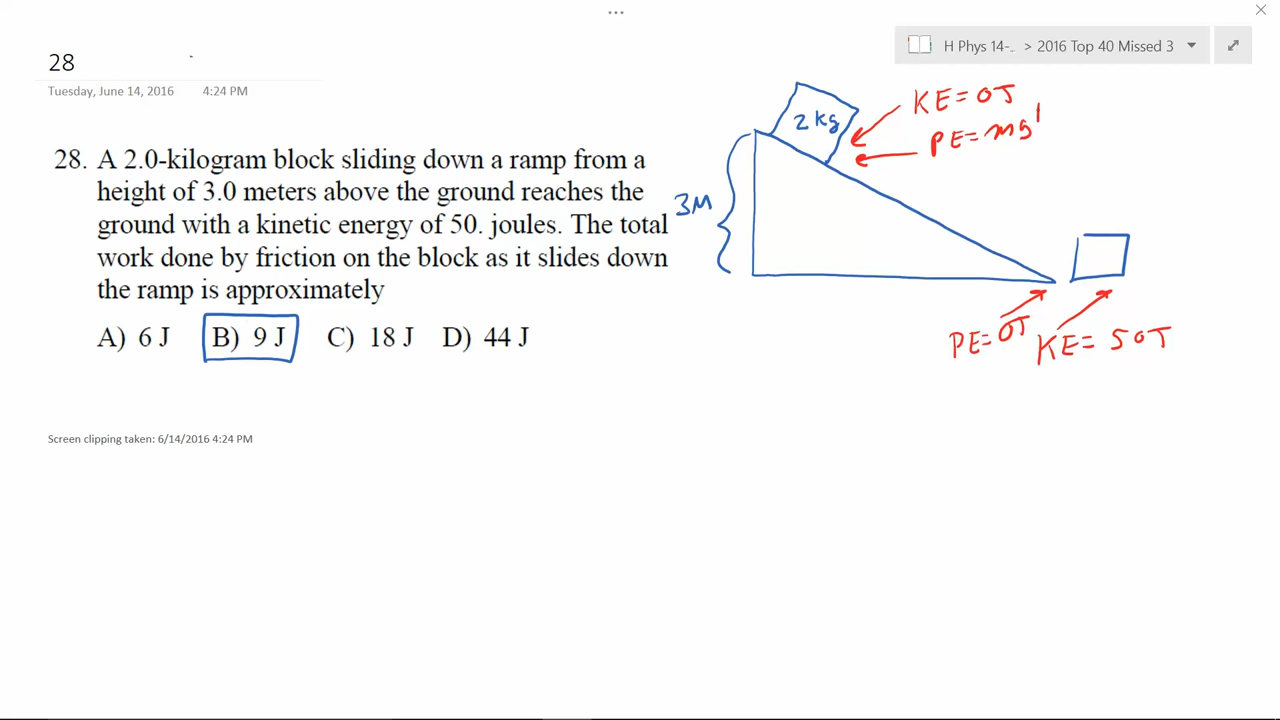 ...
H Phys 14-.. > 2016 Top 40 Missed 3
28
Tuesday, June 14, 2016 4:24 PM
28. A 2.0-kilogram block sliding down a ramp from a
height of 3.0 meters above the ground reaches the
ground with a kinetic energy of 50. joules. The total
work done by friction on the block as it slides down
the ramp is approximately
A) 6 J B) 9 J C) 18 J D) 44 J
Screen clipping taken: 6/14/2016 4:24 PM
2 kg
KE=0J
PE=mg
3M
PE=0J
KE= 50J